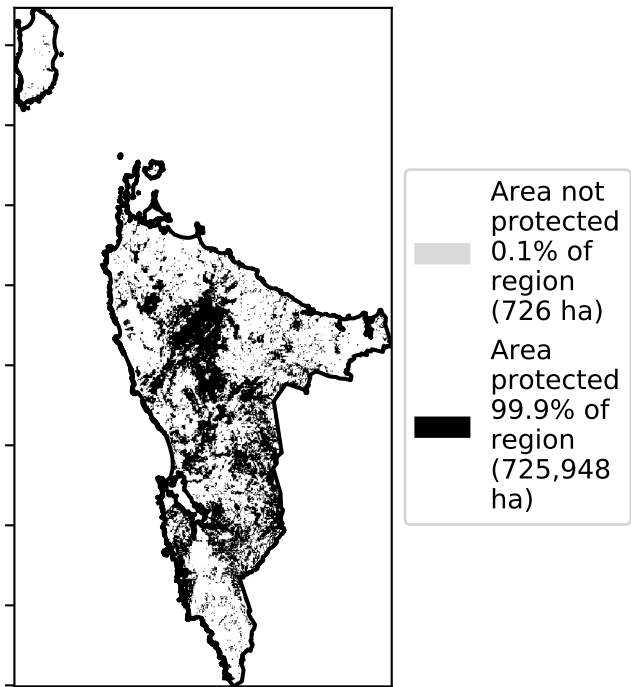 Area not
protected
0.1% of
region
(726 ha)
Area
protected
99.9% of
region
(725,948
ha)